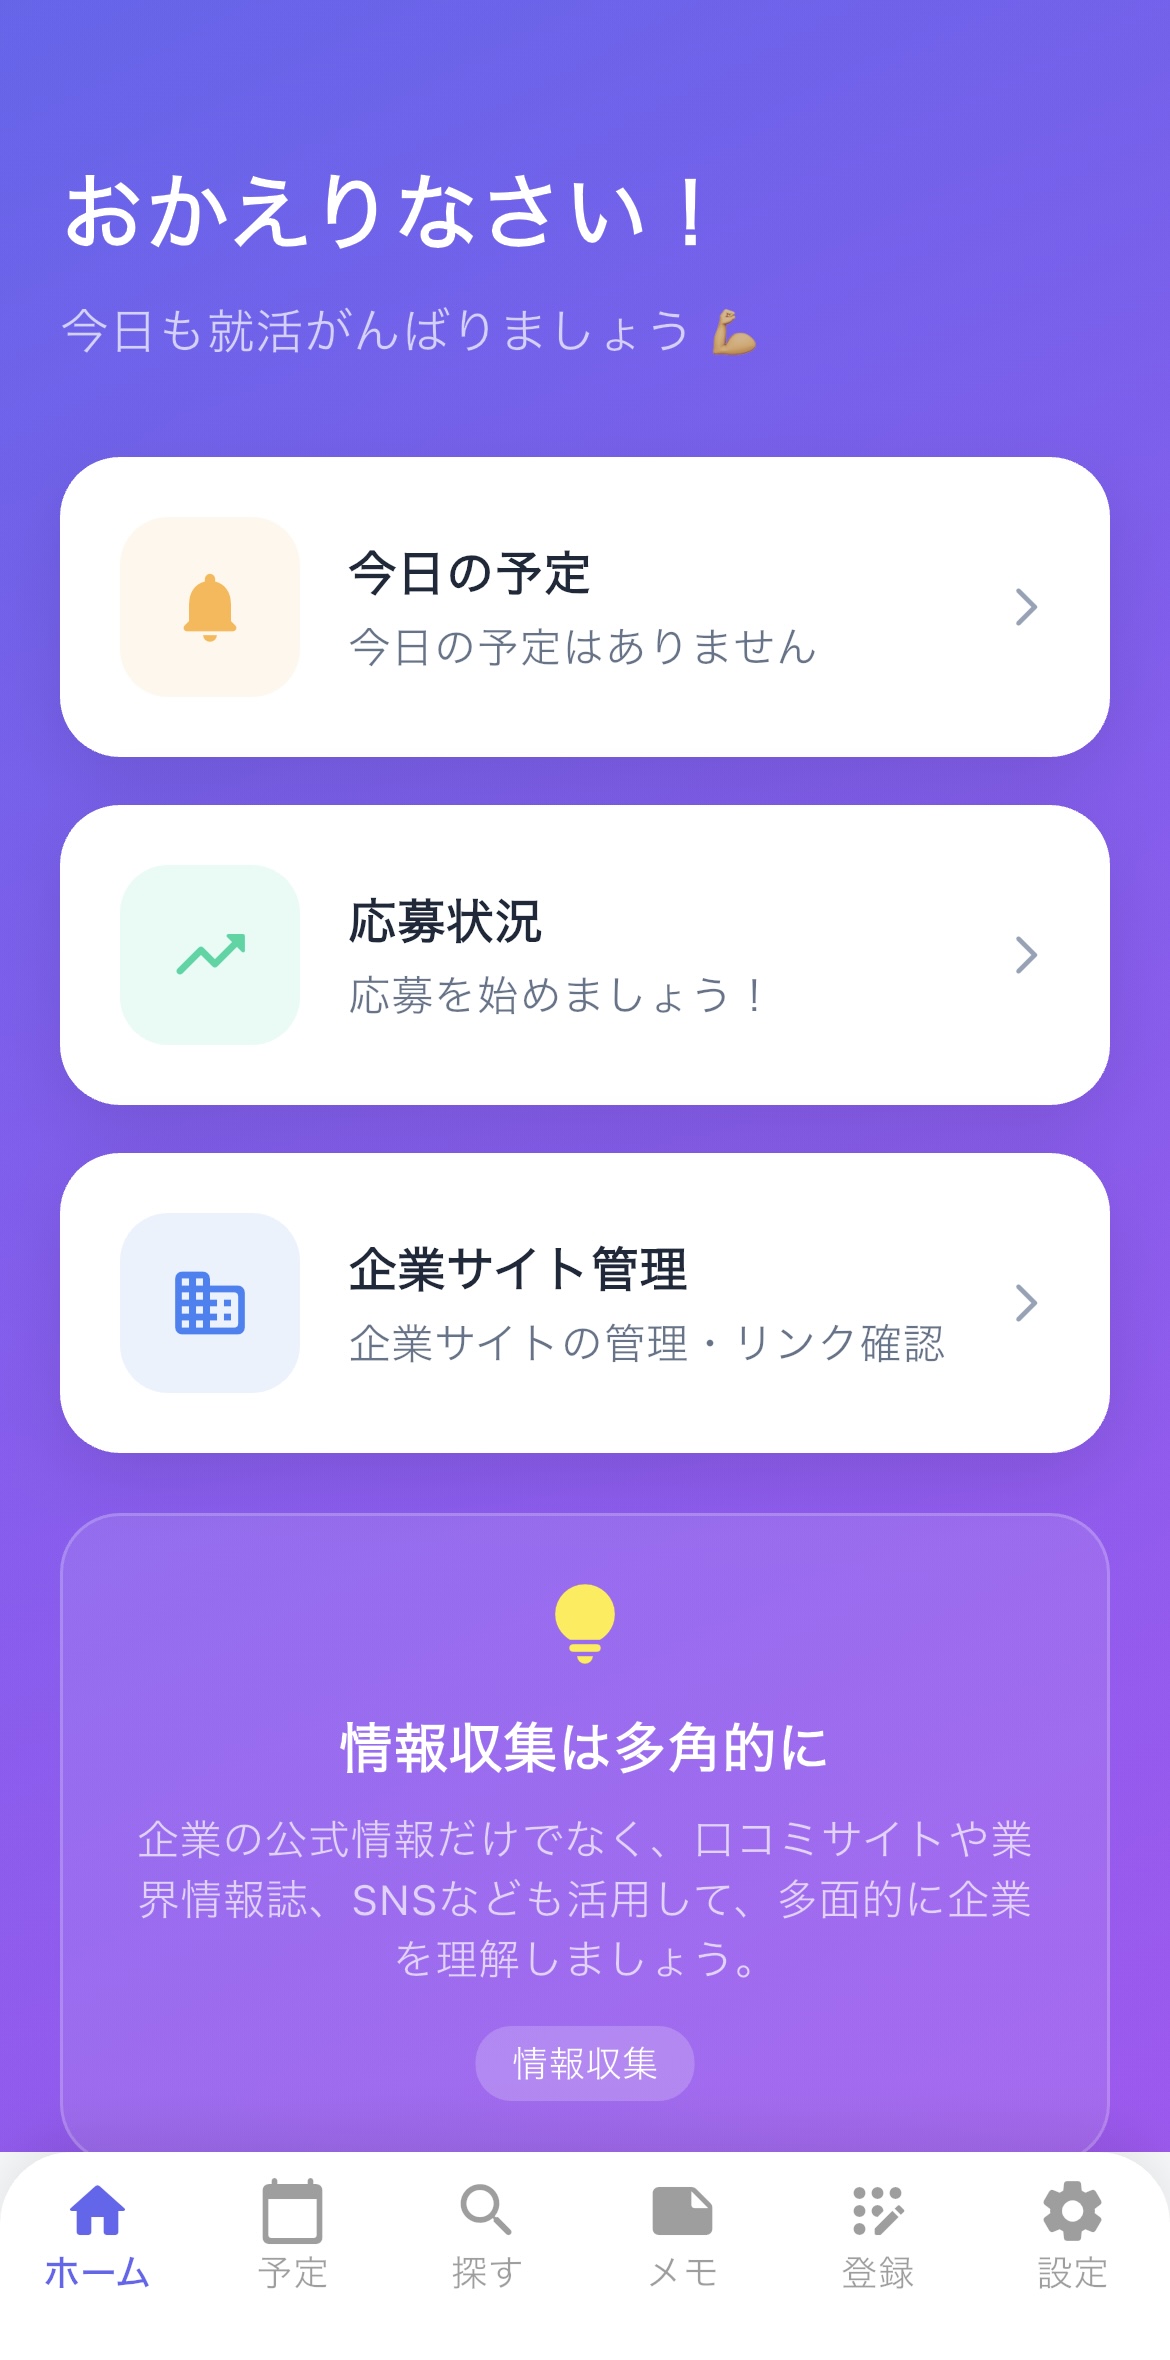 おかえりなさい！
今日も就活がんばりましょう 💪🏼
今日の予定
今日の予定はありません
応募状況
応募を始めましょう！
企業サイト管理
企業サイトの管理・リンク確認
情報収集は多角的に
企業の公式情報だけでなく、口コミサイトや業
界情報誌、SNSなども活用して、多面的に企業
を理解しましょう。
情報収集
ホーム
予定
探す
メモ
登録
設定